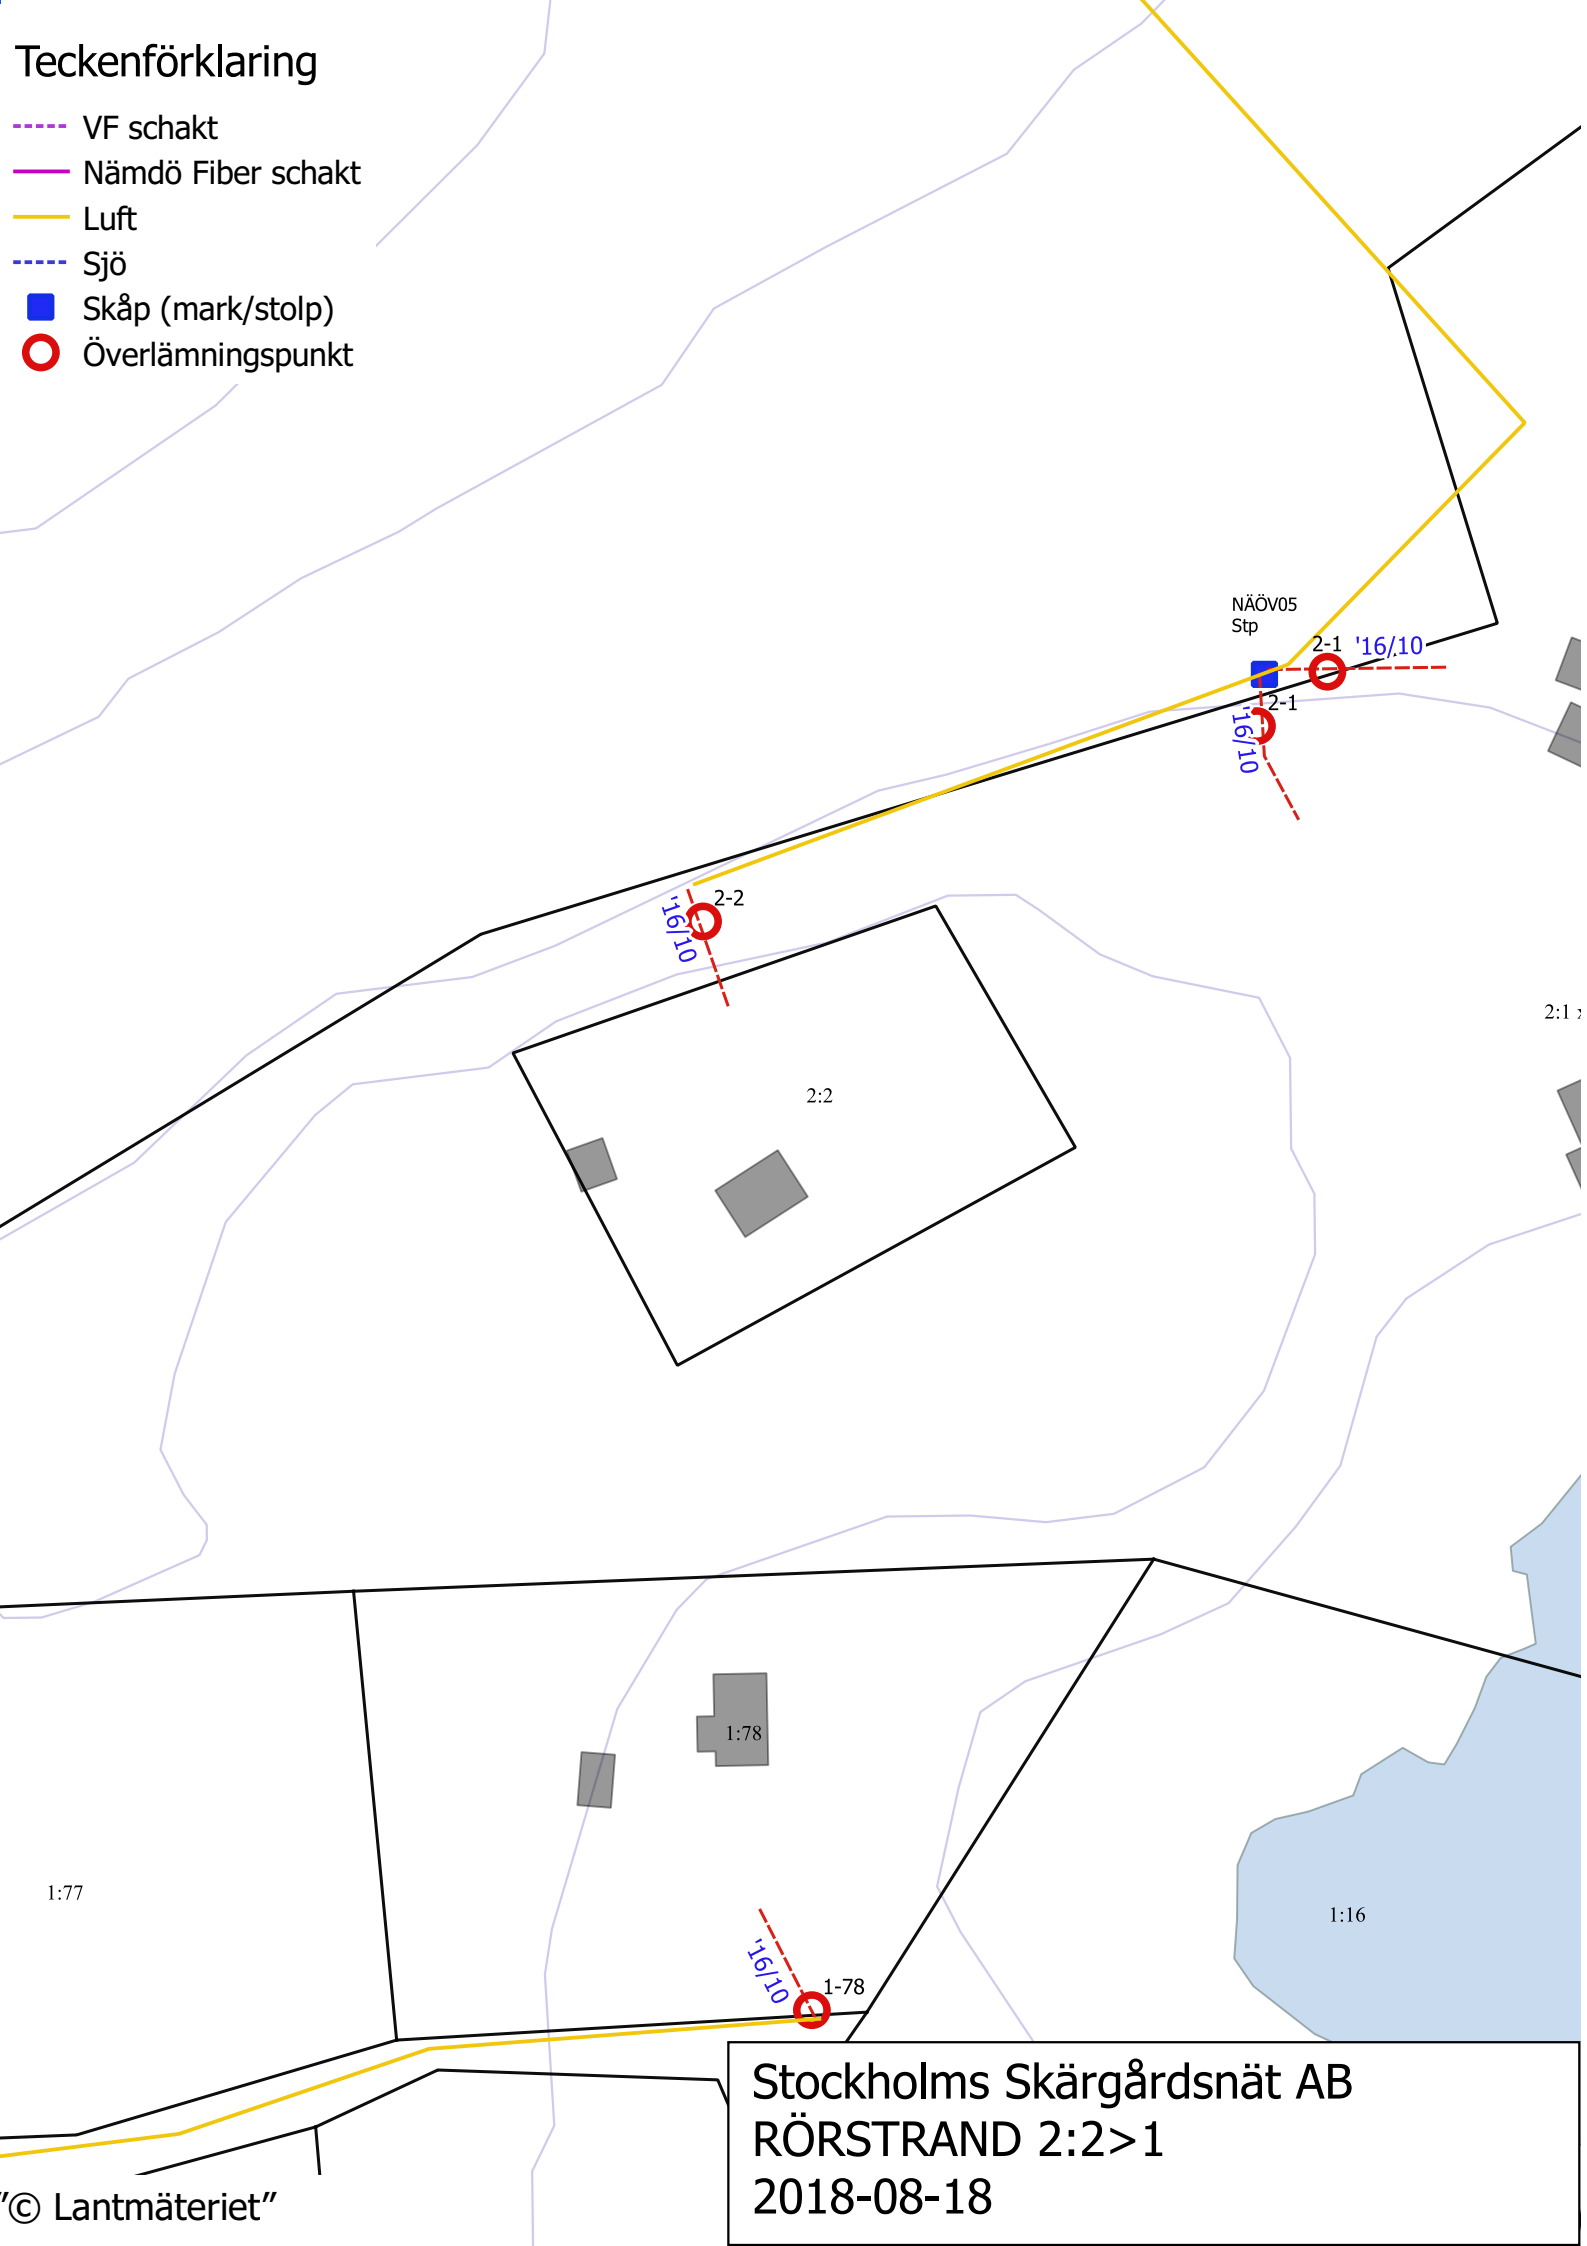 Teckenförklaring
VF schakt
Nämdö Fiber schakt
Luft
Sjö
Skåp (mark/stolp)
Överlämningspunkt
NÄÖV05
Stp
2-1
'16/10
2-1
'16/10
2-2
'16/10
2:1
2:2
1:78
1:77
1:16
'16/10
1-78
Stockholms Skärgårdsnät AB
RÖRSTRAND 2:2>1
2018-08-18
"© Lantmäteriet"